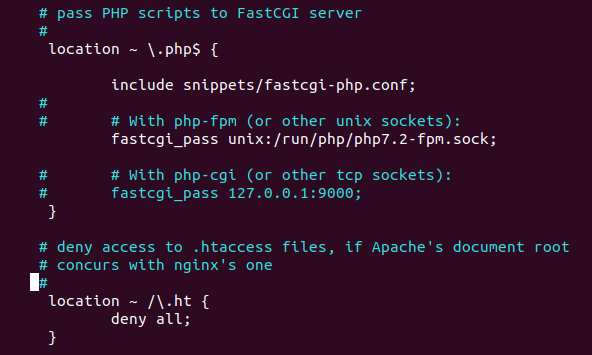 # pass PHP scripts to FastCGI server
#
location ~ \.php$ {
include snippets/fastcgi-php.conf;
#
# # With php-fpm (or other unix sockets):
fastcgi_pass unix:/run/php/php7.2-fpm.sock;
# # With php-cgi (or other tcp sockets):
# fastcgi_pass 127.0.0.1:9000;
}
# deny access to .htaccess files, if Apache's document root
# concurs with nginx's one
#
location ~ /\.ht {
deny all;
}